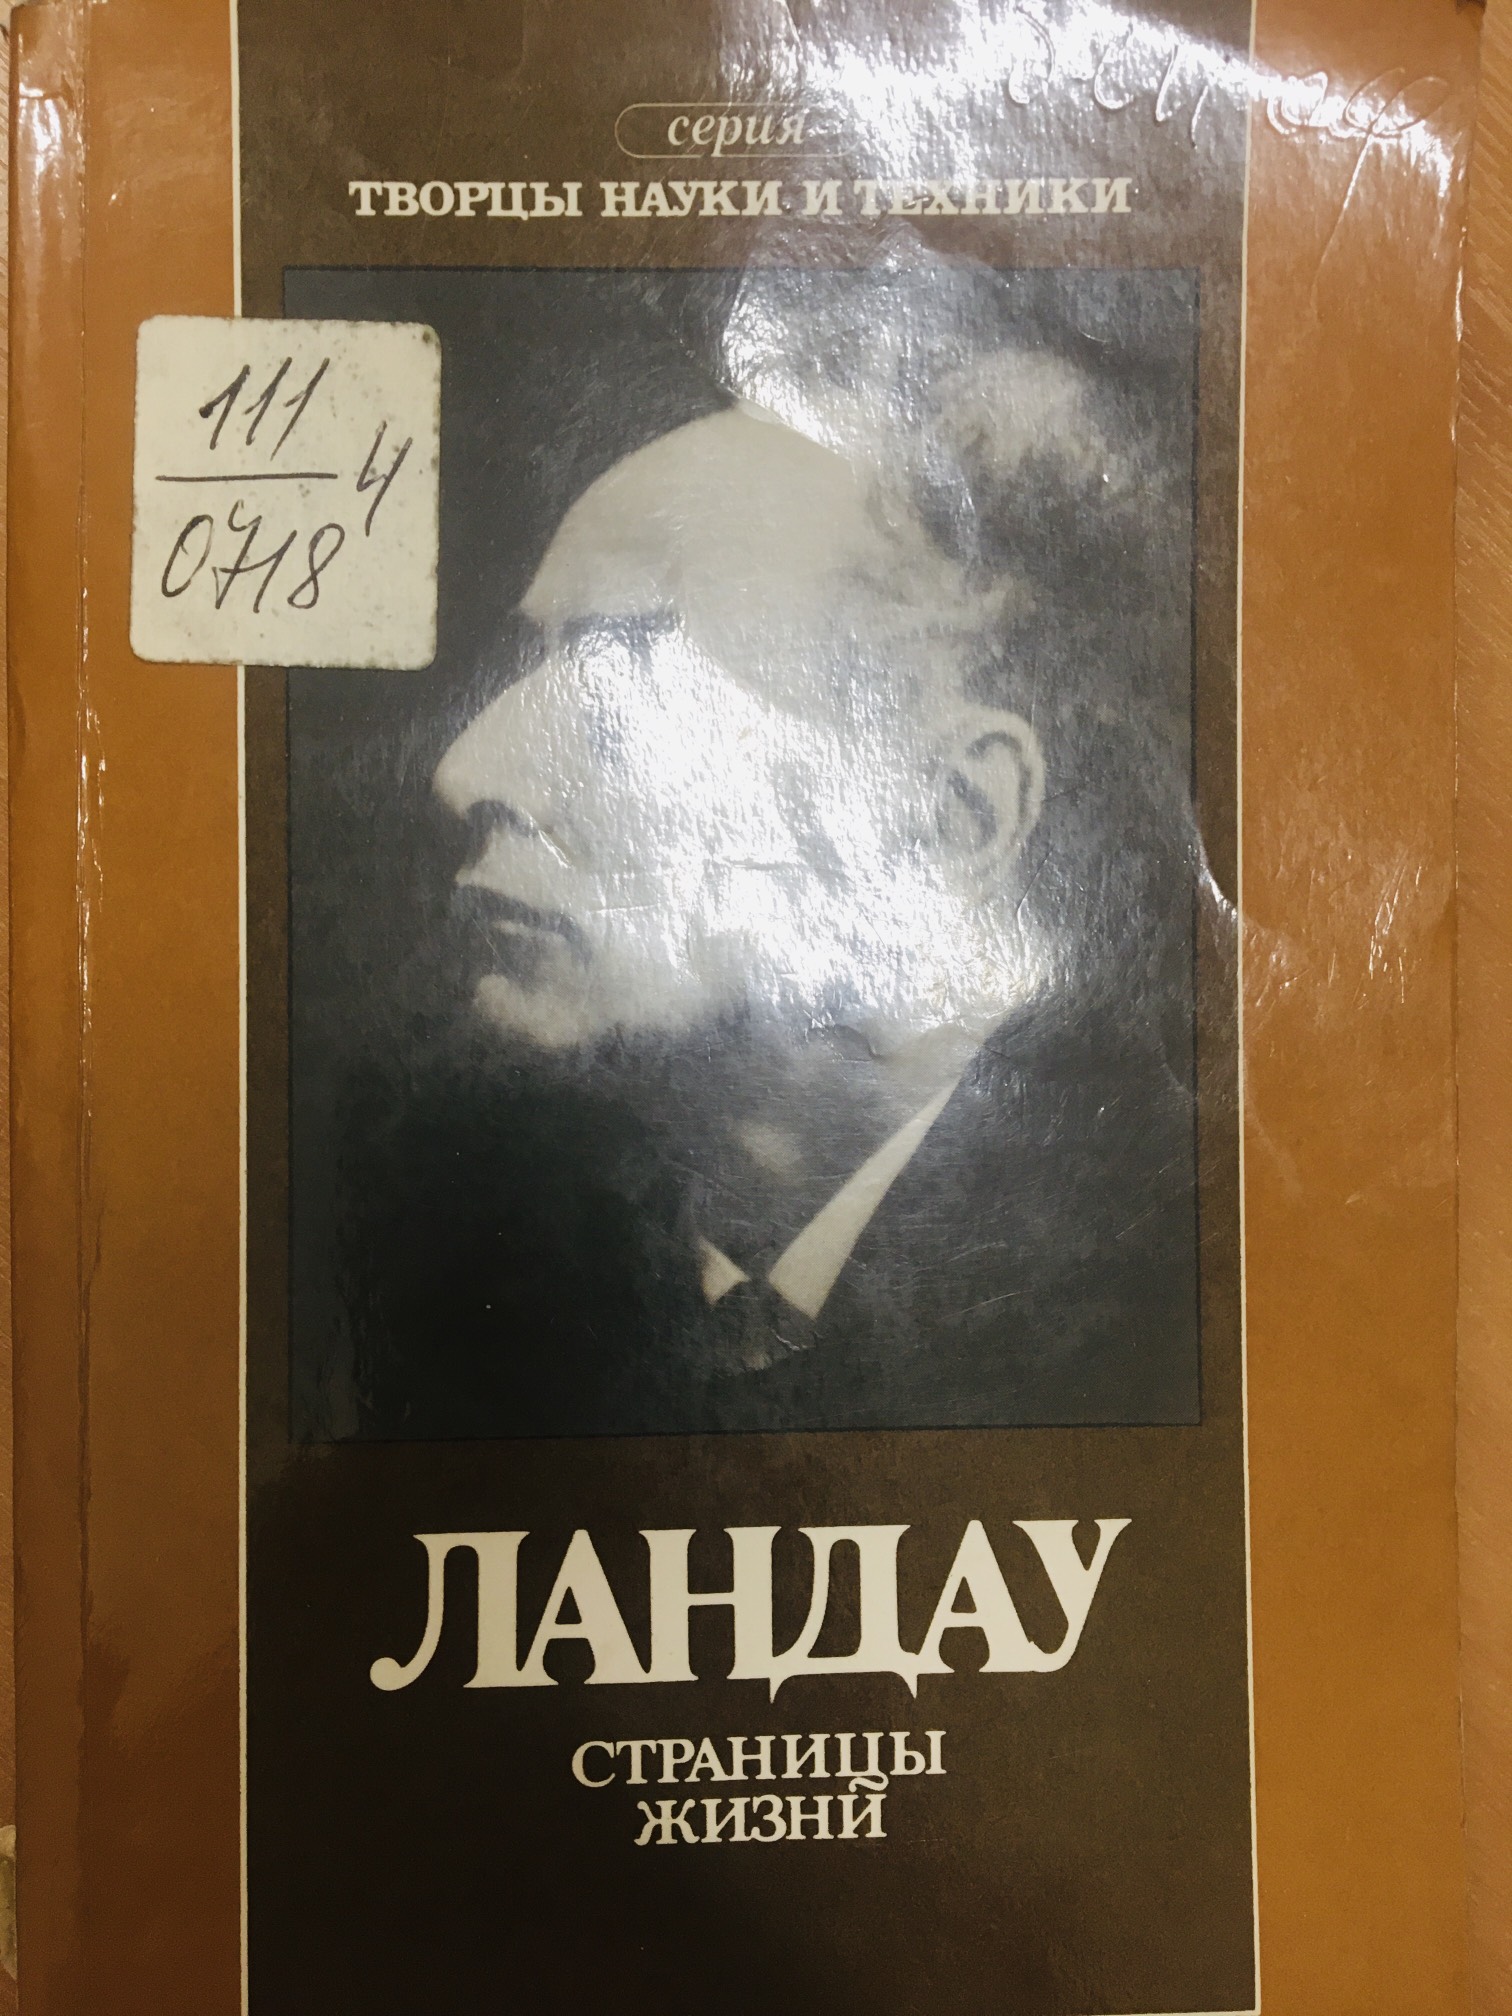 серия
ТВОРЦЫ НАУКИ И ТЕХНИКИ
111
4
0718
ЛАНДАУ
СТРАНИЦЫ
ЖИЗНИ